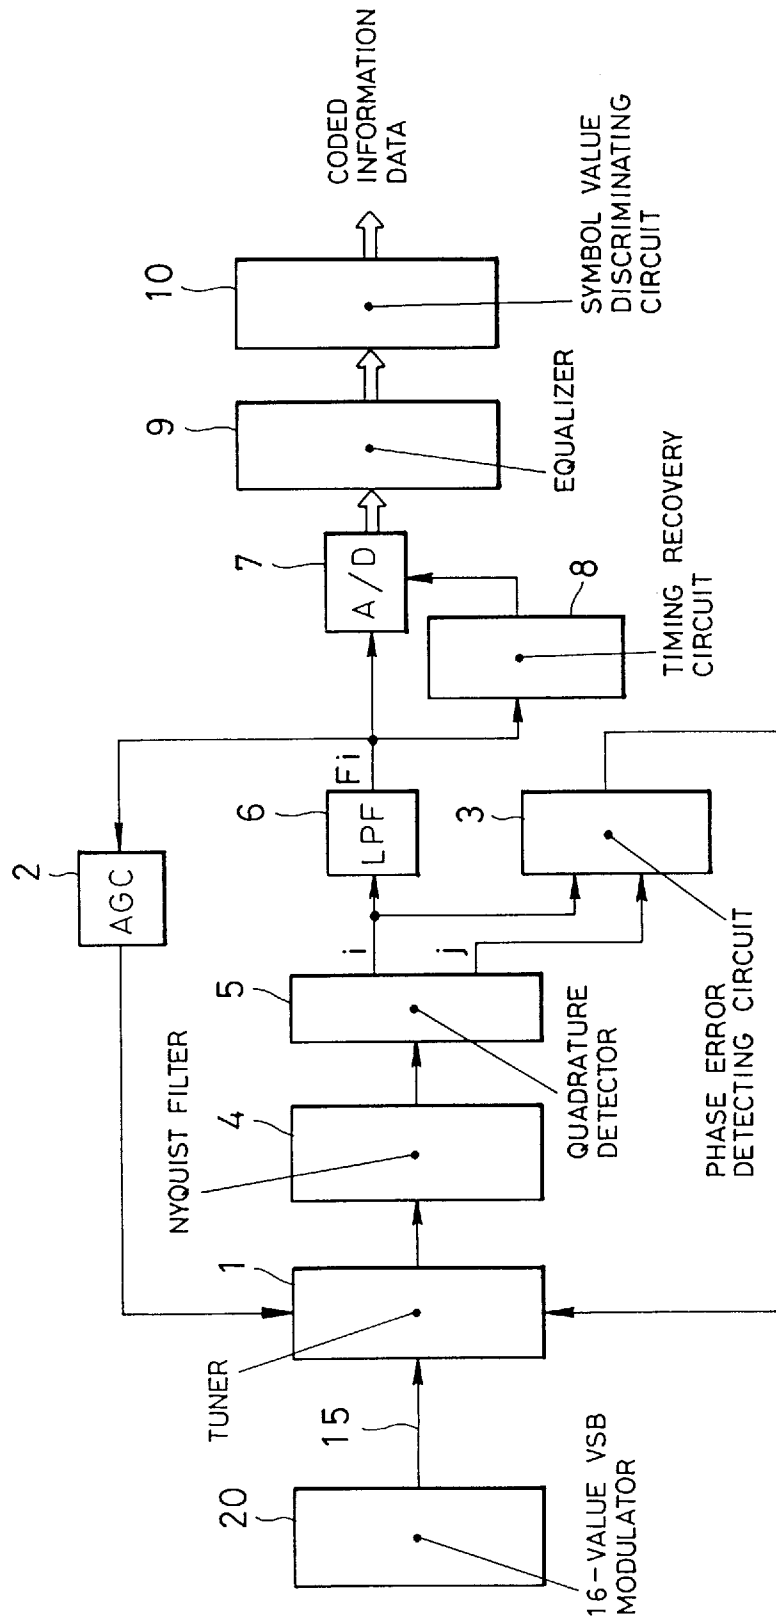 20
16-VALUE VSB
MODULATOR
15
TUNER
1
NYQUIST FILTER
4
5
QUADRATURE
DETECTOR
i
j
2
AGC
6
LPF
Fi
3
PHASE ERROR
DETECTING CIRCUIT
7
A/D
8
TIMING RECOVERY
CIRCUIT
9
EQUALIZER
10
SYMBOL VALUE
DISCRIMINATING
CIRCUIT
CODED
INFORMATION
DATA